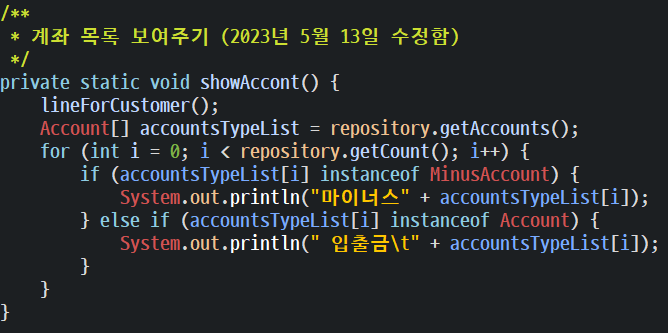 /**
 * 계좌 목록 보여주기 (2023년 5월 13일 수정함)
 */
private static void showAccont() {
    lineForCustomer();
    Account[] accountsTypeList = repository.getAccounts();
    for (int i = 0; i < repository.getCount(); i++) {
        if (accountsTypeList[i] instanceof MinusAccount) {
            System.out.println("마이너스" + accountsTypeList[i]);
        } else if (accountsTypeList[i] instanceof Account) {
            System.out.println(" 입출금\t" + accountsTypeList[i]);
        }
    }
}